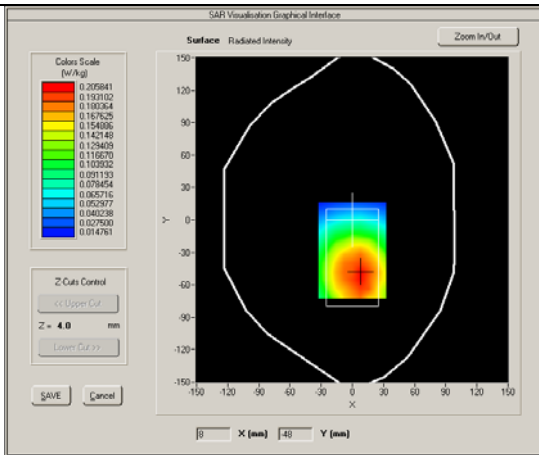 SAR Visualisation Graphical Interface
Surface Radiated Intensity
Zoom In/Out
Colors Scale
(W/kg)
0.205841
0.193102
0.180364
0.167625
0.154886
0.142148
0.129409
0.116670
0.103932
0.091193
0.078454
0.065716
0.052977
0.040238
0.027500
0.014761
Z Cuts Control
<< Upper Cut
Z = 4.0 mm
Lower Cut >>
SAVE Cancel
150
120
90
60
30
0
-30
-60
-90
-120
-150
Y
-150 -120 -90 -60 -30 0 30 60 90 120 150
X
8 X (mm) -48 Y (mm)